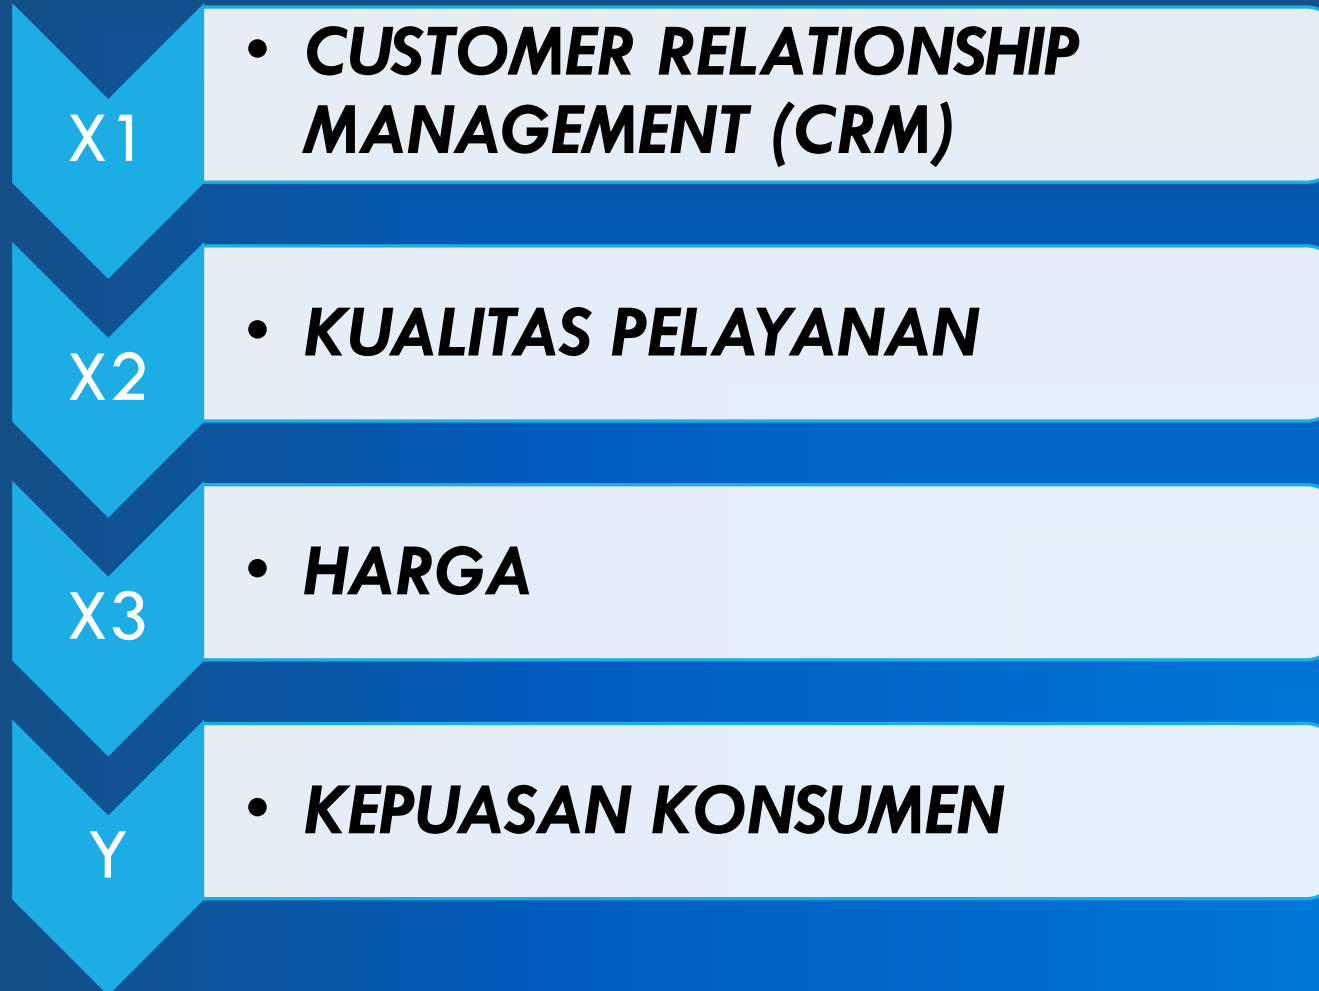 X1
• CUSTOMER RELATIONSHIP
MANAGEMENT (CRM)
X2
• KUALITAS PELAYANAN
X3
• HARGA
Y
• KEPUASAN KONSUMEN